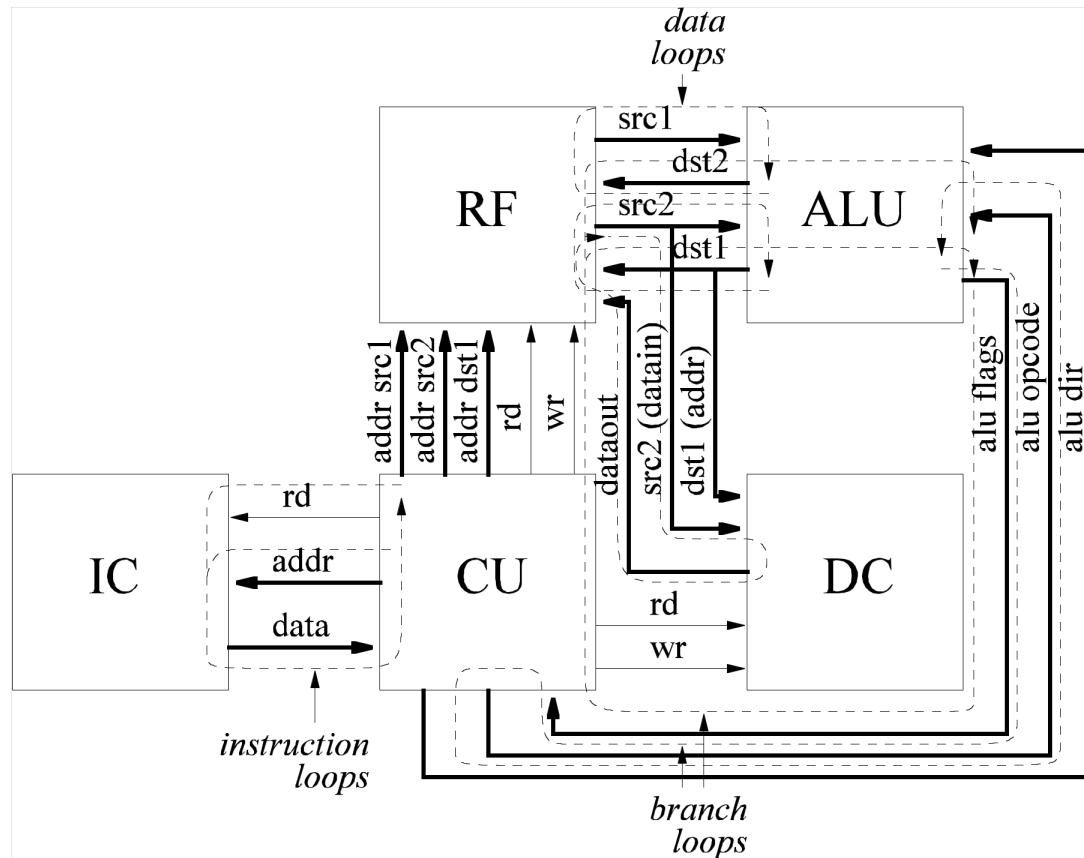 data
loops
src1
dst2
RF
ALU
src2
dst1
addr src1
addr src2
addr dst1
rd
wr
dataout
src2 (datain)
dst1 (addr)
alu flags
alu opcode
alu dir
rd
IC
addr
CU
DC
data
rd
wr
instruction
loops
branch
loops